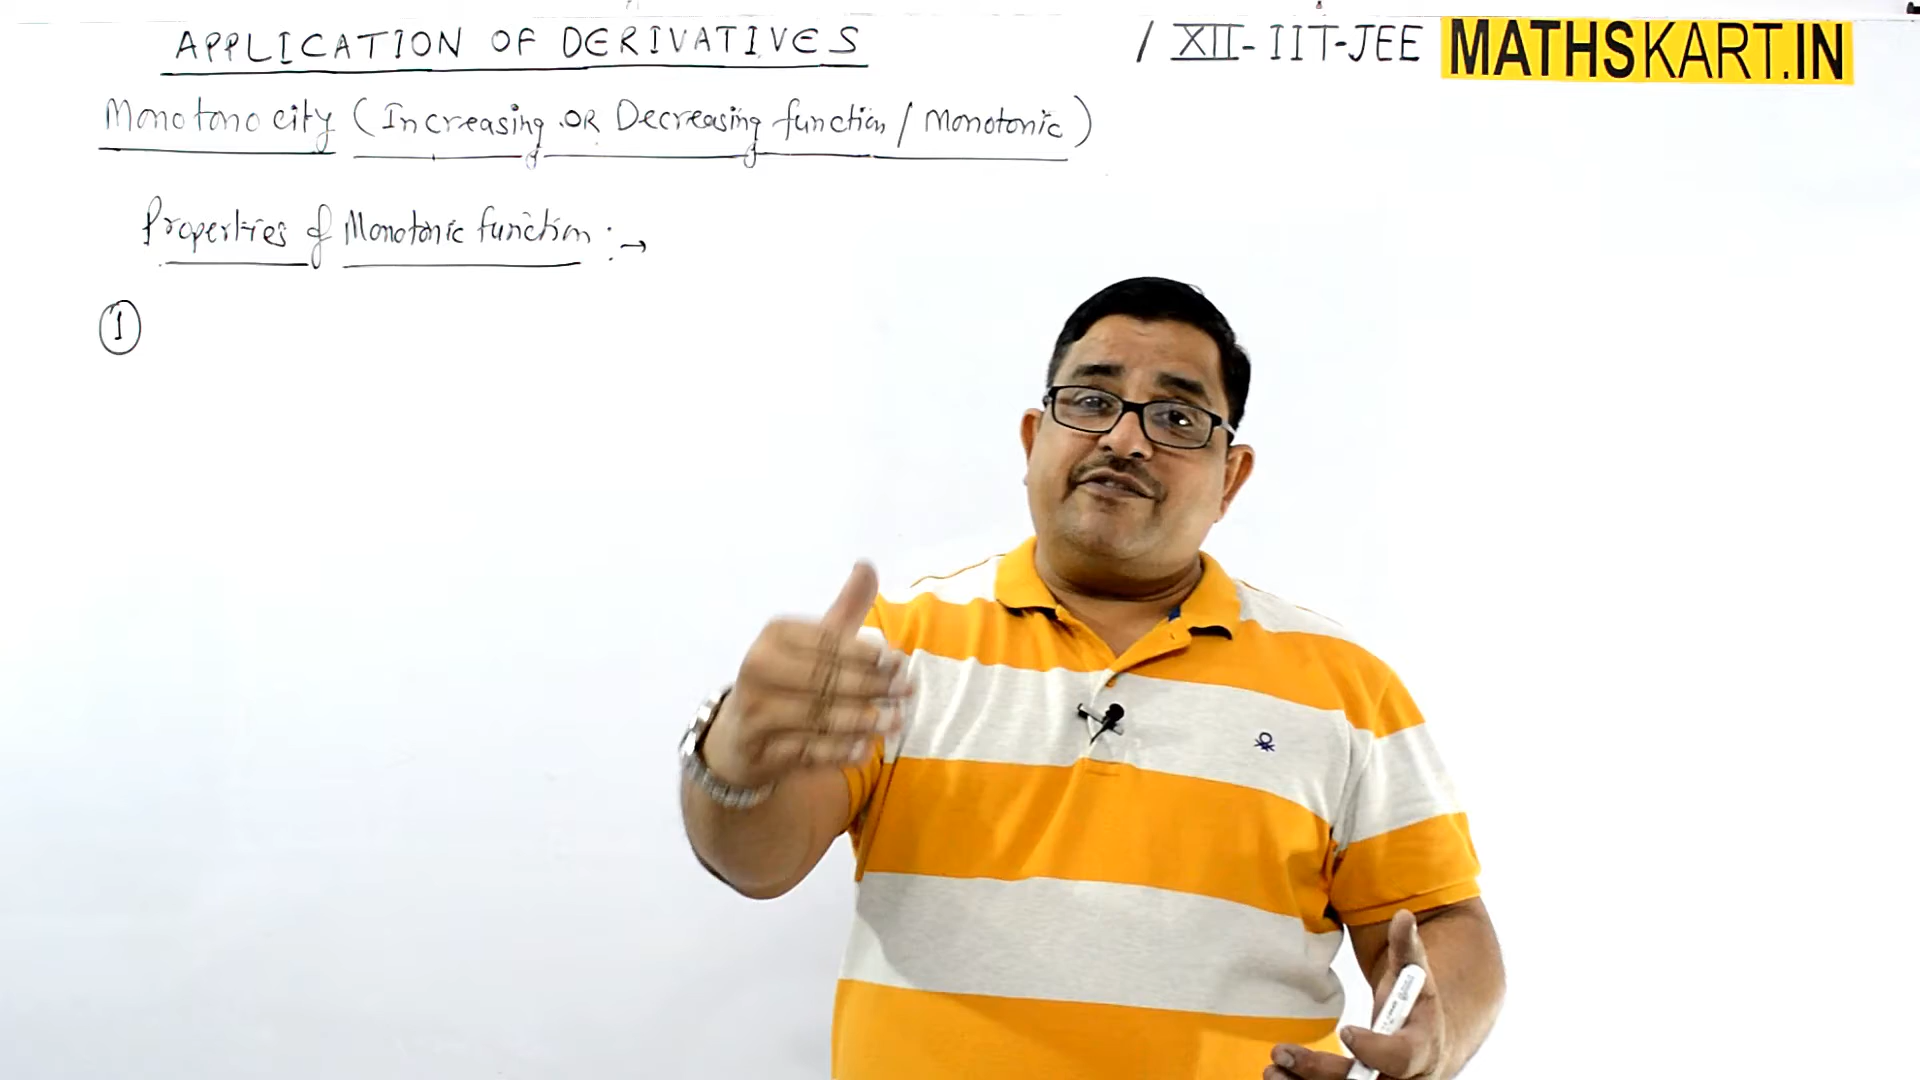 APPLICATION OF DERIVATIVES / XII-IIT-JEE MATHSKART.IN
Monotonocity (Increasing OR Decreasing function / Monotonic)
Properties of Monotonic function :→
1